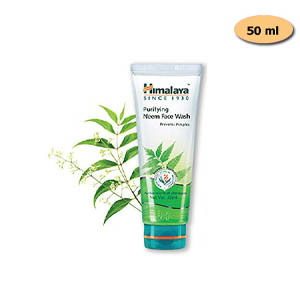 50 ml
Himalaya
SINCE 1930
Purifying
Neem Face Wash
Prevents Pimples